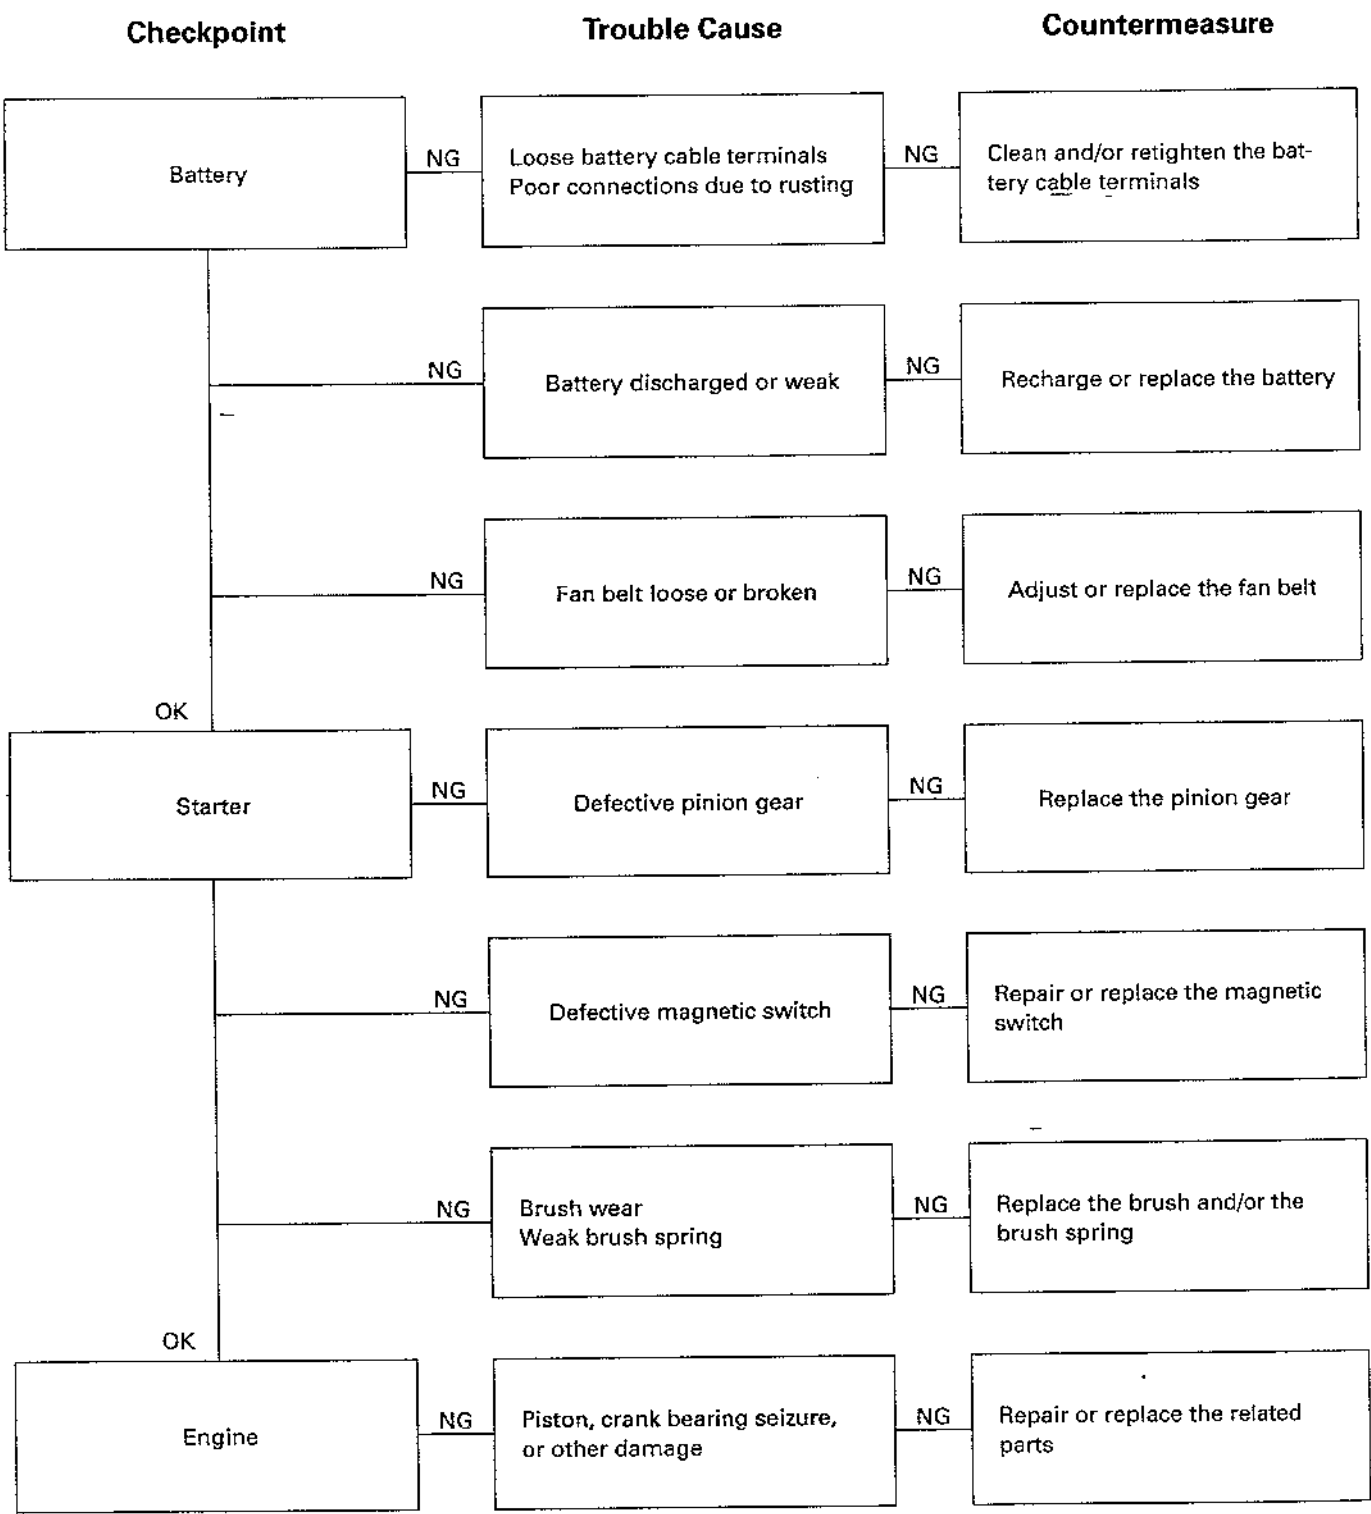 Checkpoint
Trouble Cause
Countermeasure
Battery
NG
Loose battery cable terminals
Poor connections due to rusting
NG
Clean and/or retighten the bat-
tery cable terminals
NG
Battery discharged or weak
NG
Recharge or replace the battery
NG
Fan belt loose or broken
NG
Adjust or replace the fan belt
OK
Starter
NG
Defective pinion gear
NG
Replace the pinion gear
NG
Defective magnetic switch
NG
Repair or replace the magnetic
switch
NG
Brush wear
Weak brush spring
NG
Replace the brush and/or the
brush spring
OK
Engine
NG
Piston, crank bearing seizure,
or other damage
NG
Repair or replace the related
parts